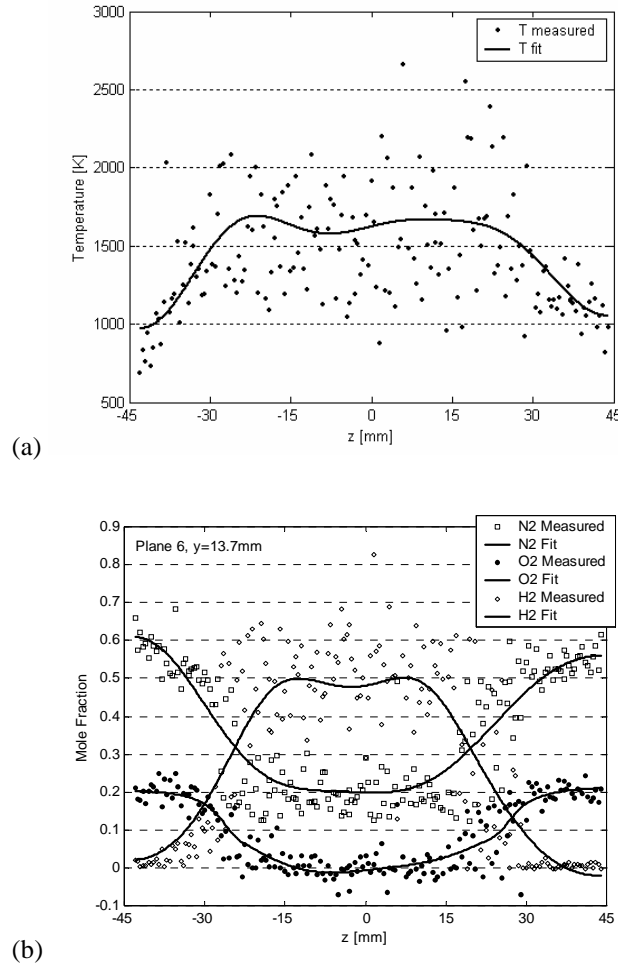 3000
T measured
T fit
2500
2000
Temperature [K]
1500
1000
500
-45
-30
-15
0
15
30
45
z [mm]
(a)
0.9
N2 Measured
N2 Fit
O2 Measured
O2 Fit
H2 Measured
H2 Fit
Plane 6, y=13.7mm
0.8
0.7
0.6
0.5
0.4
Mole Fraction
0.3
0.2
0.1
0
-0.1
-45
-30
-15
0
15
30
45
z [mm]
(b)